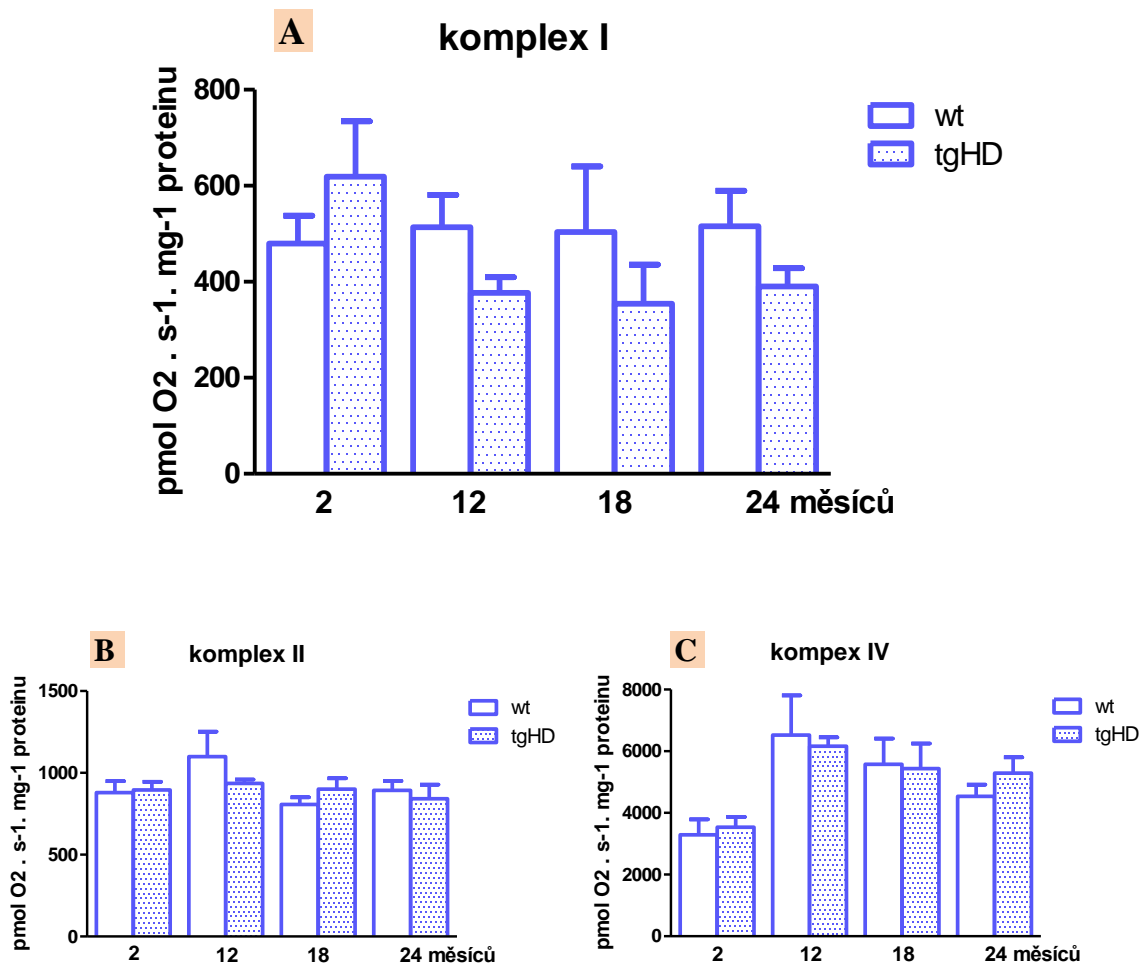 A
komplex I
pmol O2 . s-1. mg-1 proteinu
800
600
400
200
0
2 12 18 24 měsíců
wt
tgHD
B
komplex II
pmol O2 . s-1. mg-1 proteinu
1500
1000
500
0
2 12 18 24 měsíců
wt
tgHD
C
kompex IV
pmol O2 . s-1. mg-1 proteinu
8000
6000
4000
2000
0
2 12 18 24 měsíců
wt
tgHD